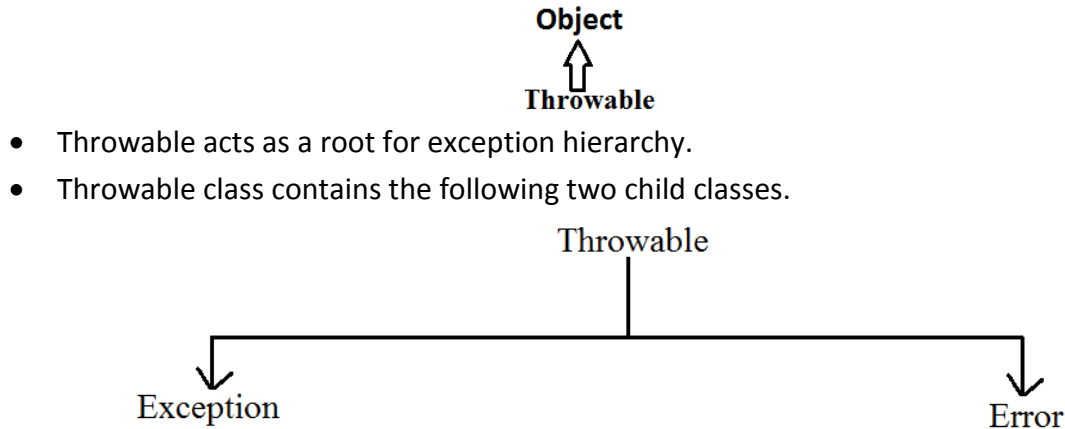 Object
Throwable
• Throwable acts as a root for exception hierarchy.
• Throwable class contains the following two child classes.
Throwable
Exception
Error